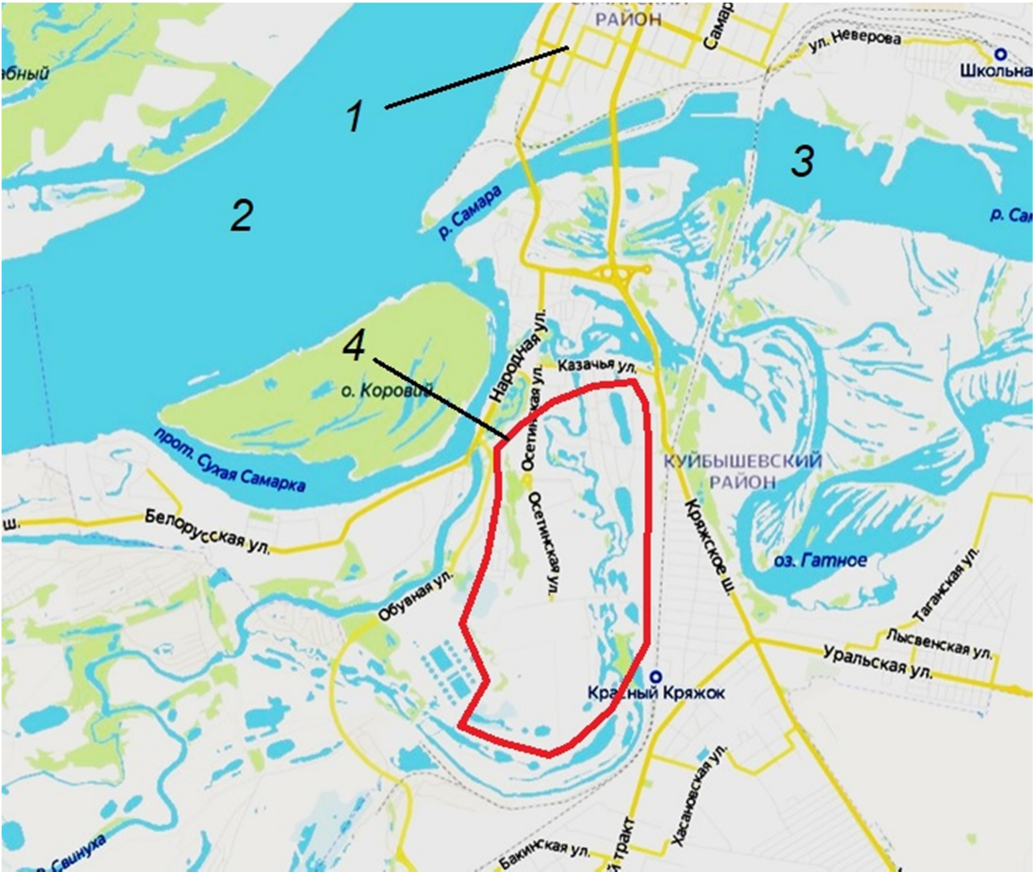 РАЙОН
Самар
ул. Неверова
Школьна
абный
1
2
3
р. Самара
р. Сам
4
Народная ул.
Казачья ул.
о. Коровий
Осетинская ул.
прот. Сухая Самарка
КУЙБЫШЕВСКИЙ
РАЙОН
ш.
Белорусская ул.
Осетинская ул.
Кряжское ш.
оз. Гатное
Обувная ул.
Таганская ул.
Лысвенская ул.
Уральская ул.
Красный Кряжок
Хасановская ул.
й тракт
Бакинская ул.
Свинуха